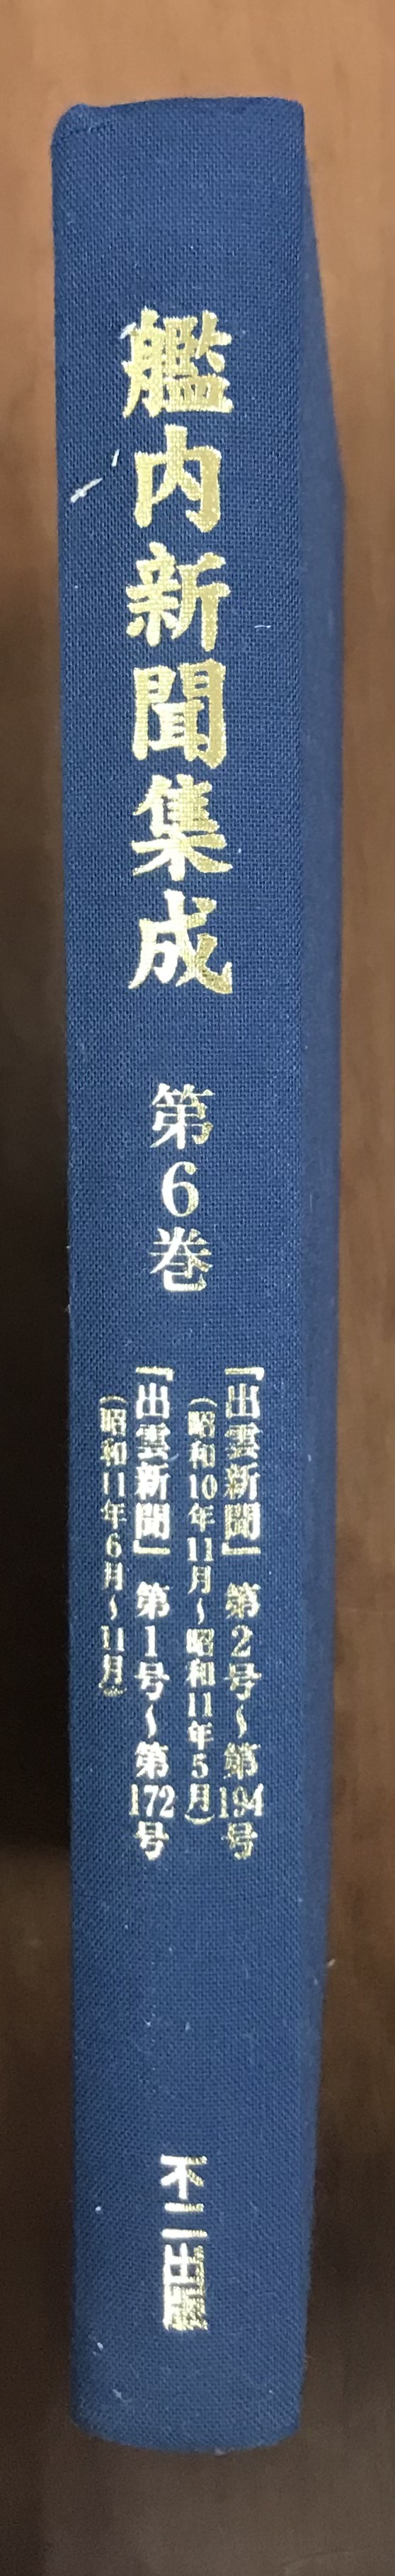 艦内新聞集成 第6巻
『出雲新聞』 第2号〜第194号
(昭和10年11月〜昭和11年5月)
『出雲新聞』 第1号〜第172号
(昭和11年6月〜11月)
不二出版